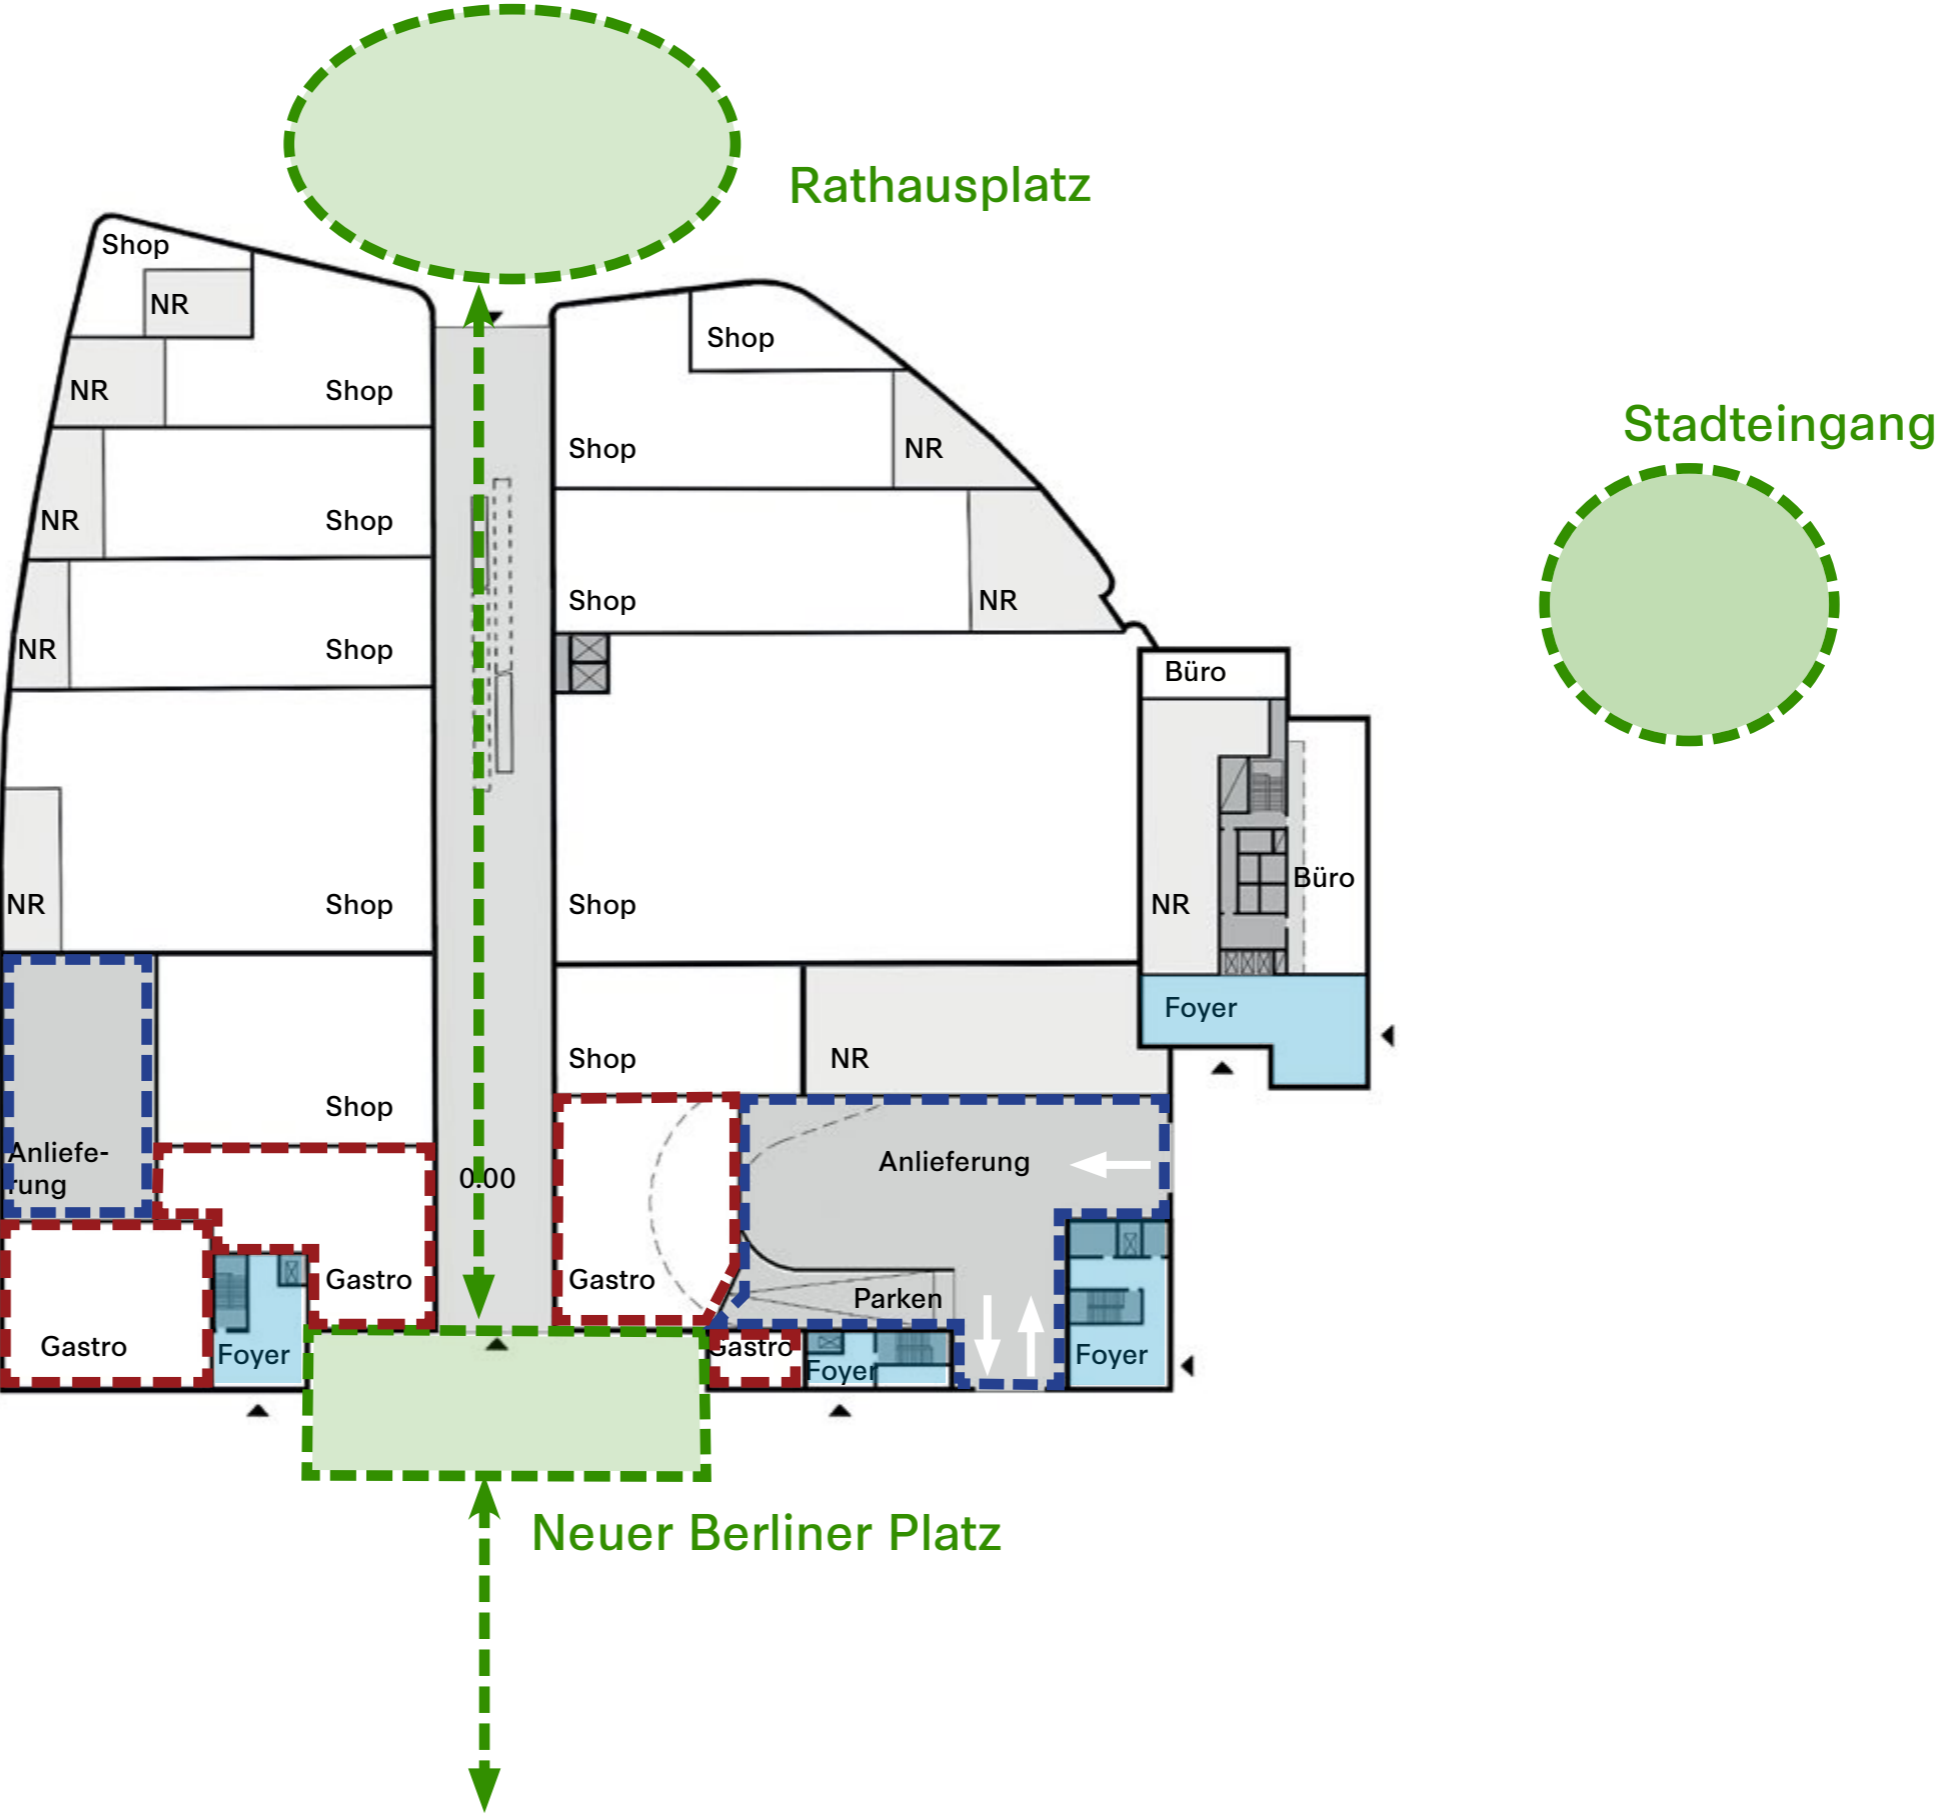 Rathausplatz
Shop
NR
Shop
NR
Shop
Stadteingang
Shop
NR
NR
Shop
Shop
NR
NR
Shop
Büro
Büro
NR
Shop
Shop
NR
Foyer
Shop
NR
Shop
Anliefe-
rung
0.00
Anlieferung
Gastro
Gastro
Parken
Gastro
Foyer
Gastro
Foyer
Foyer
Neuer Berliner Platz